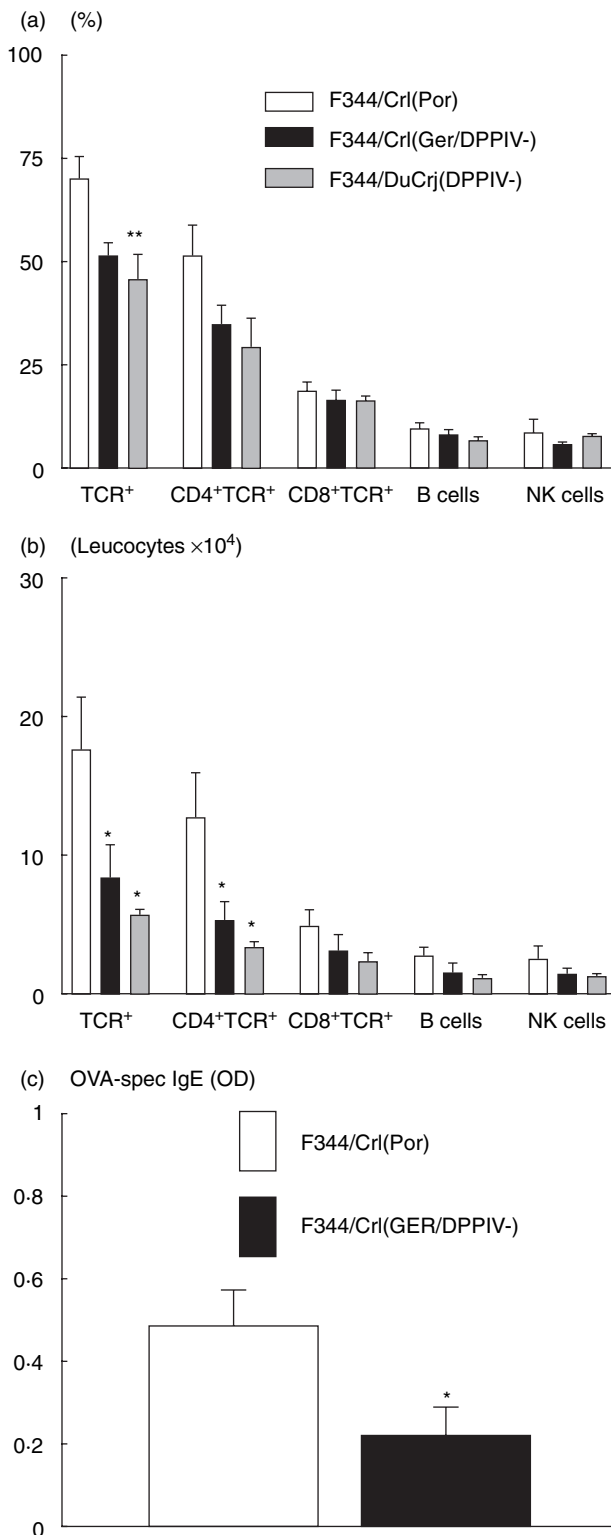 (a) (%)
100
F344/Crl(Por)
F344/Crl(Ger/DPPIV-)
75
F344/DuCrj(DPPIV-)
**
50
25
0
TCR⁺ CD4⁺TCR⁺ CD8⁺TCR⁺ B cells NK cells
(b) (Leucocytes ×10⁴)
30
20
10
* * * *
0
TCR⁺ CD4⁺TCR⁺ CD8⁺TCR⁺ B cells NK cells
(c) OVA-spec IgE (OD)
1
F344/Crl(Por)
0·8
F344/Crl(GER/DPPIV-)
0·6
0·4
*
0·2
0